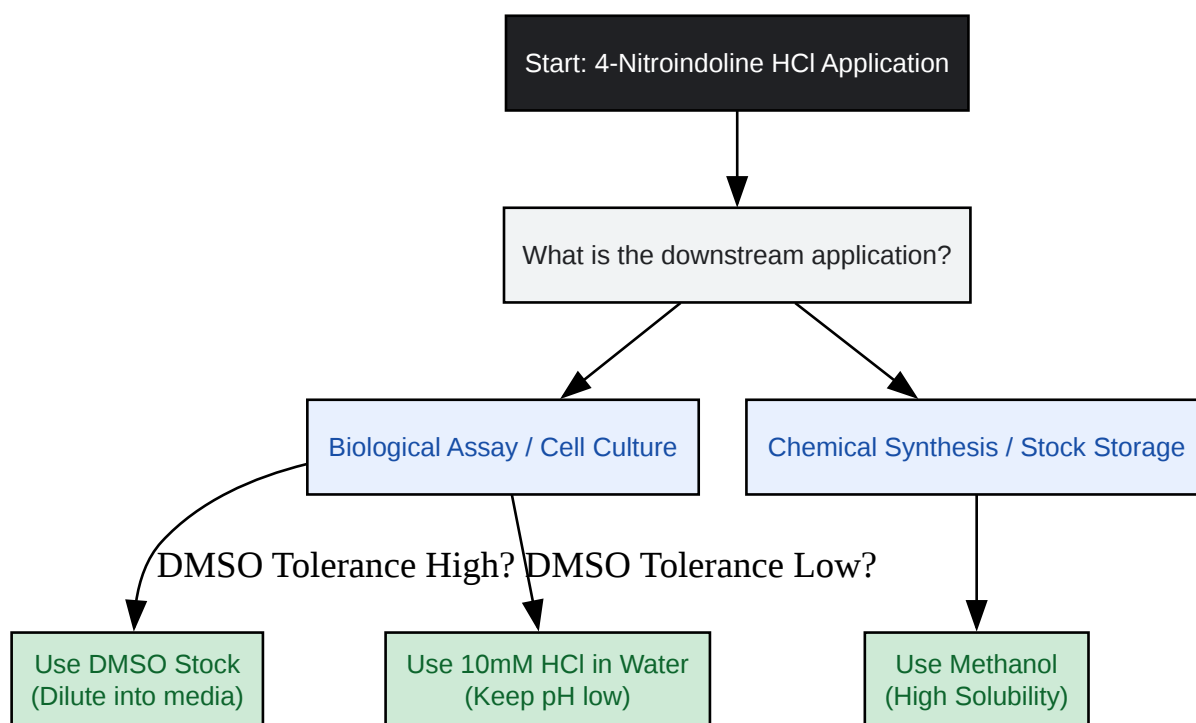 Start: 4-Nitroindoline HCl Application
What is the downstream application?
Biological Assay / Cell Culture
Chemical Synthesis / Stock Storage
DMSO Tolerance High?
DMSO Tolerance Low?
Use DMSO Stock
(Dilute into media)
Use 10mM HCl in Water
(Keep pH low)
Use Methanol
(High Solubility)